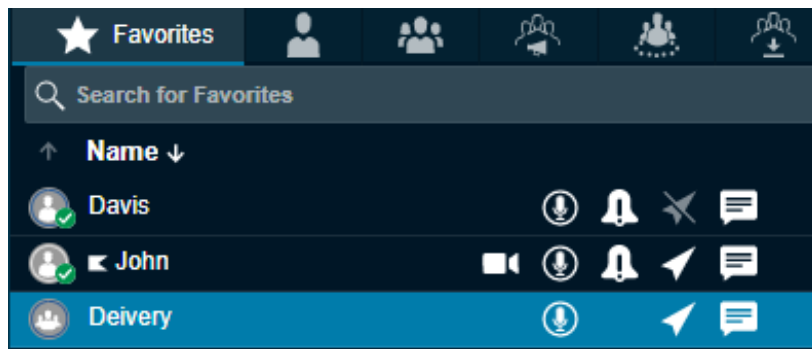 Favorites
Search for Favorites
Name
Davis
John
Deivery